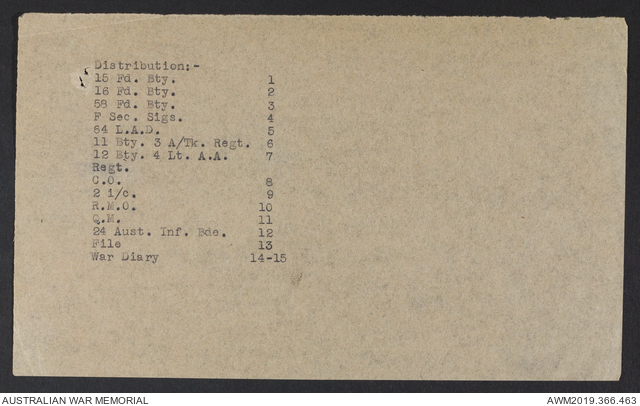 Distribution:-
15 Fd. Bty. 1
16 Fd. Bty. 2
58 Fd. Bty. 3
F Sec. Sigs. 4
64 L.A.D. 5
11 Bty. 3 A/Tk. Regt. 6
12 Bty. 4 Lt. A.A. 7
Regt.
C.O. 8
2 i/c. 9
R.M.O. 10
Q.M. 11
24 Aust. Inf. Bde. 12
File 13
War Diary 14-15
AUSTRALIAN WAR MEMORIAL
AWM2019.366.463